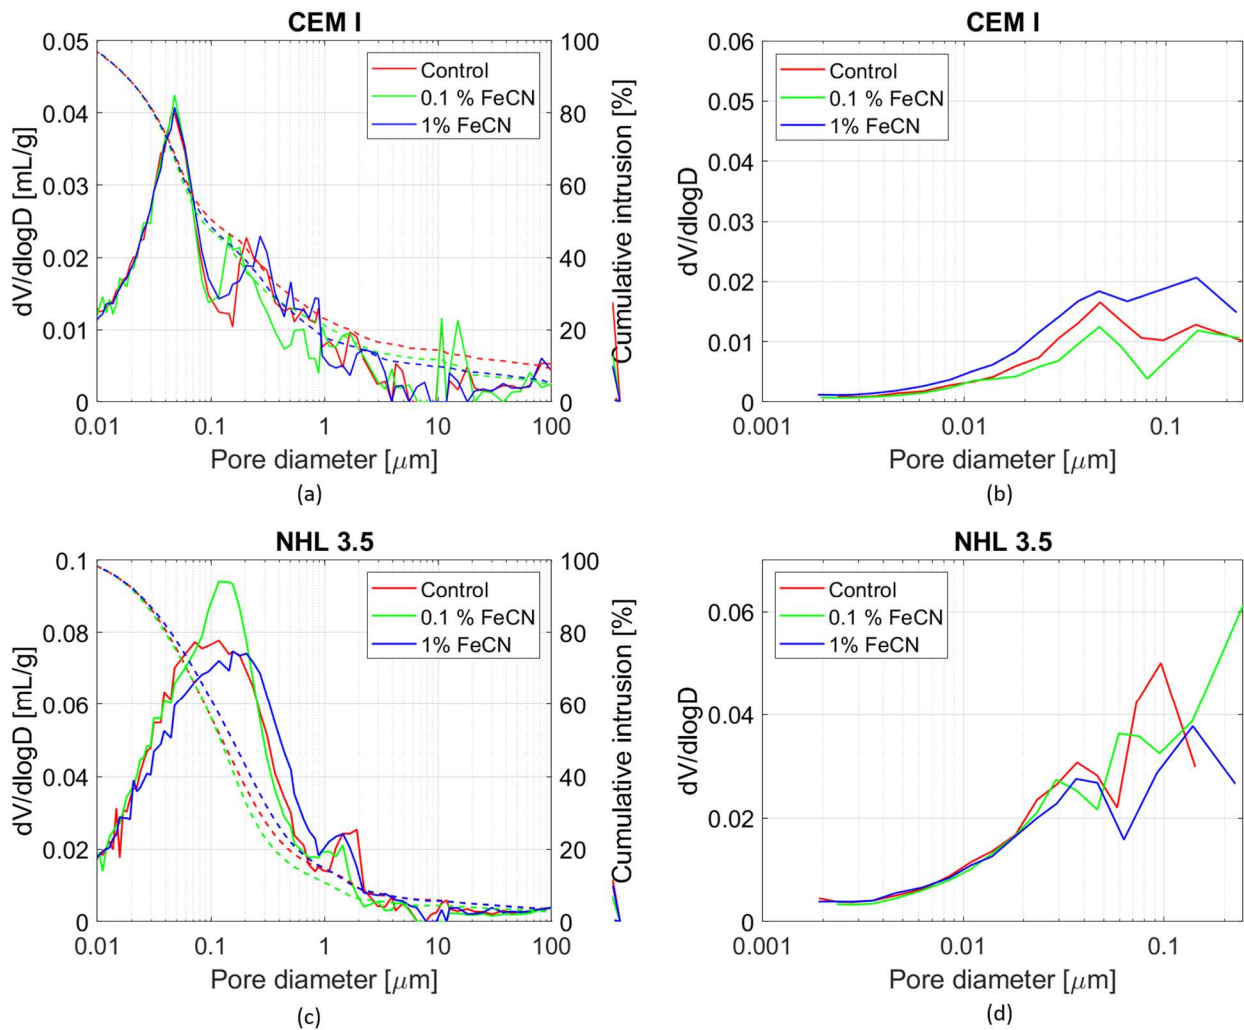 CEM I
0.05
0.04
0.03
0.02
0.01
0
dV/dlogD [mL/g]
100
80
60
40
20
0
Cumulative intrusion [%]
Control
0.1 % FeCN
1% FeCN
0.01 0.1 1 10 100
Pore diameter [μm]
(a)
CEM I
0.06
0.05
0.04
0.03
0.02
0.01
0
dV/dlogD
Control
0.1 % FeCN
1% FeCN
0.001 0.01 0.1
Pore diameter [μm]
(b)
NHL 3.5
0.1
0.08
0.06
0.04
0.02
0
dV/dlogD [mL/g]
100
80
60
40
20
0
Cumulative intrusion [%]
Control
0.1 % FeCN
1% FeCN
0.01 0.1 1 10 100
Pore diameter [μm]
(c)
NHL 3.5
0.06
0.04
0.02
0
dV/dlogD
Control
0.1 % FeCN
1% FeCN
0.001 0.01 0.1
Pore diameter [μm]
(d)